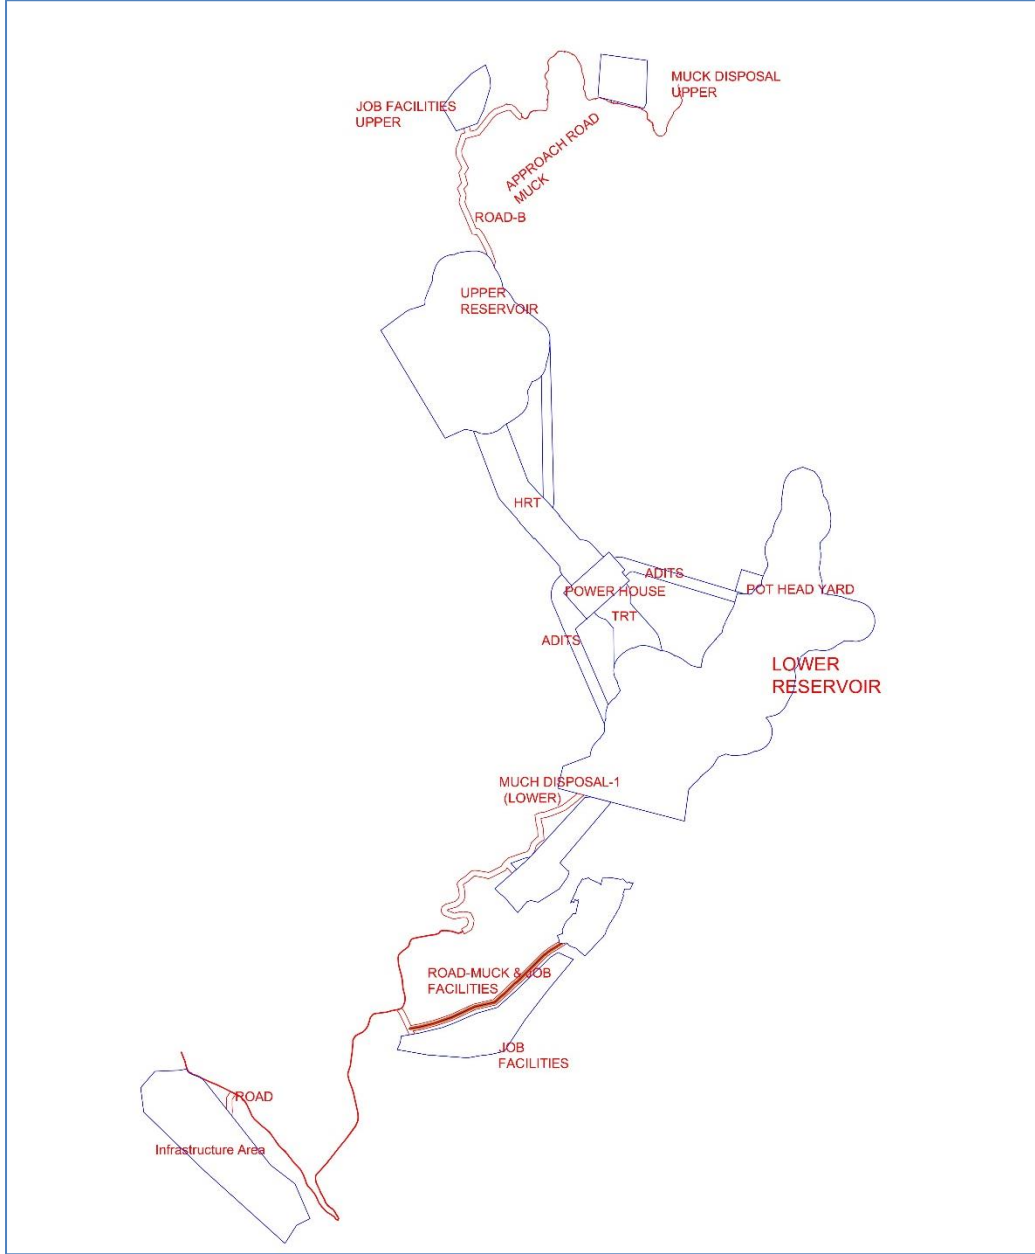 MUCK DISPOSAL
UPPER
JOB FACILITIES
UPPER
APPROACH ROAD
MUCK
ROAD-B
UPPER
RESERVOIR
HRT
ADITS
POWER HOUSE
POT HEAD YARD
TRT
ADITS
LOWER
RESERVOIR
MUCH DISPOSAL-1
(LOWER)
ROAD-MUCK & JOB
FACILITIES
JOB
FACILITIES
ROAD
Infrastructure Area